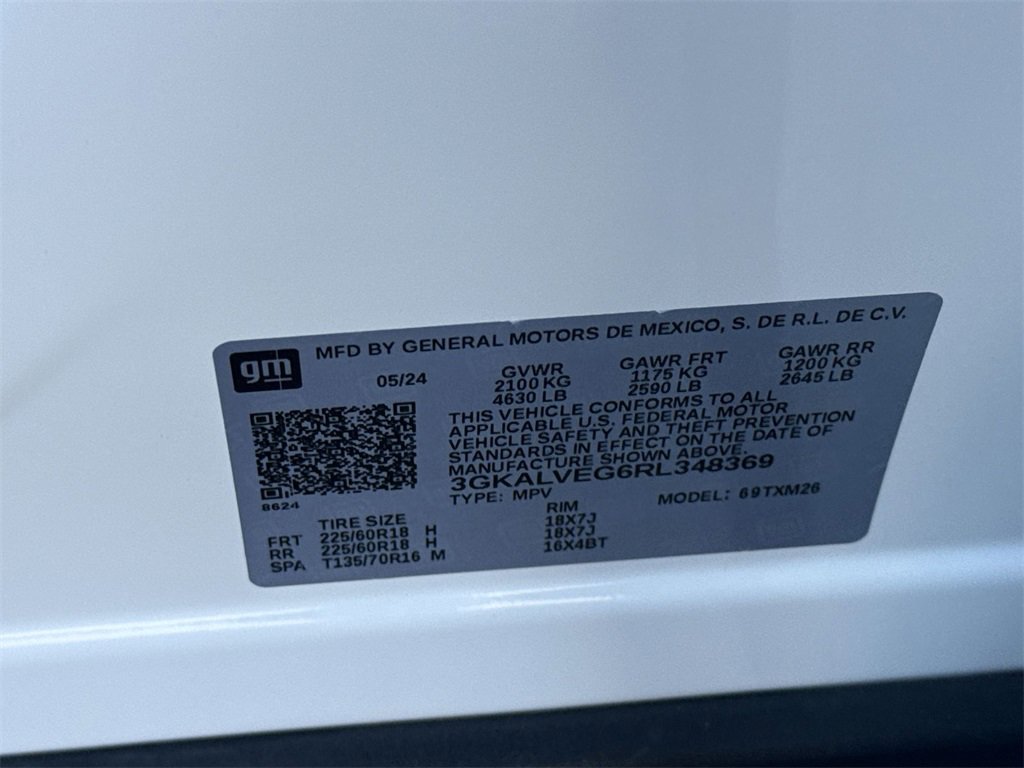 gm
MFD BY GENERAL MOTORS DE MEXICO, S. DE R.L. DE C.V.
05/24 GVWR GAWR FRT GAWR RR
2100 KG 1175 KG 1200 KG
4630 LB 2590 LB 2645 LB
THIS VEHICLE CONFORMS TO ALL
APPLICABLE U.S. FEDERAL MOTOR
VEHICLE SAFETY AND THEFT PREVENTION
STANDARDS IN EFFECT ON THE DATE OF
MANUFACTURE SHOWN ABOVE.
3GKALVEG6RL348369
8624 TYPE: MPV MODEL: 69TXM26
TIRE SIZE RIM
FRT 225/60R18 H 18X7J
RR 225/60R18 H 18X7J
SPA T135/70R16 M 16X4BT